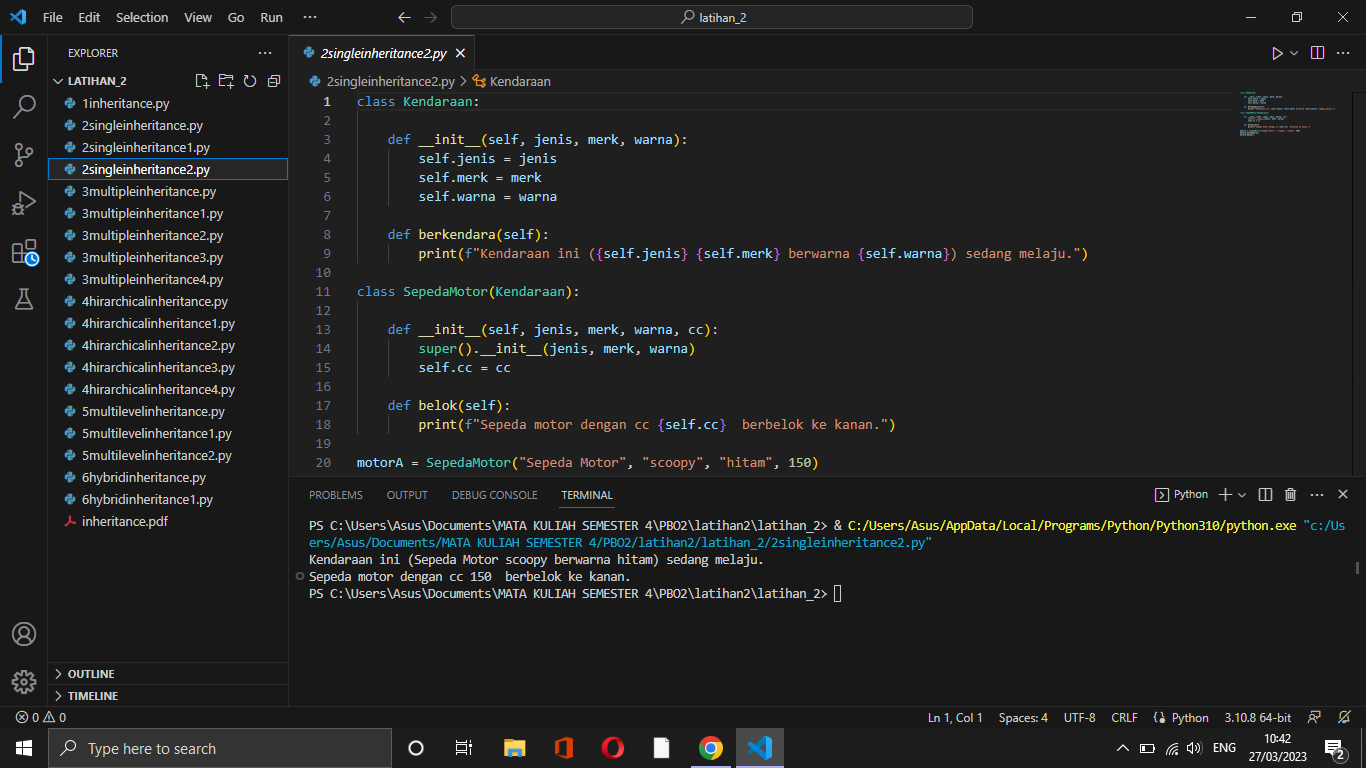 File Edit Selection View Go Run ··· latihan_2
EXPLORER ···
LATIHAN_2
1inheritance.py
2singleinheritance.py
2singleinheritance1.py
2singleinheritance2.py
3multipleinheritance.py
3multipleinheritance1.py
3multipleinheritance2.py
3multipleinheritance3.py
3multipleinheritance4.py
4hirarchicalinheritance.py
4hirarchicalinheritance1.py
4hirarchicalinheritance2.py
4hirarchicalinheritance3.py
4hirarchicalinheritance4.py
5multilevelinheritance.py
5multilevelinheritance1.py
5multilevelinheritance2.py
6hybridinheritance.py
6hybridinheritance1.py
inheritance.pdf
OUTLINE
TIMELINE
2singleinheritance2.py
2singleinheritance2.py > Kendaraan
1 class Kendaraan:
2
3     def __init__(self, jenis, merk, warna):
4         self.jenis = jenis
5         self.merk = merk
6         self.warna = warna
7
8     def berkendara(self):
9         print(f"Kendaraan ini ({self.jenis} {self.merk} berwarna {self.warna}) sedang melaju.")
10
11 class SepedaMotor(Kendaraan):
12
13     def __init__(self, jenis, merk, warna, cc):
14         super().__init__(jenis, merk, warna)
15         self.cc = cc
16
17     def belok(self):
18         print(f"Sepeda motor dengan cc {self.cc}  berbelok ke kanan.")
19
20 motorA = SepedaMotor("Sepeda Motor", "scoopy", "hitam", 150)
PROBLEMS OUTPUT DEBUG CONSOLE TERMINAL Python
PS C:\Users\Asus\Documents\MATA KULIAH SEMESTER 4\PBO2\latihan2\latihan_2> & C:/Users/Asus/AppData/Local/Programs/Python/Python310/python.exe "c:/Us
ers/Asus/Documents/MATA KULIAH SEMESTER 4/PBO2/latihan2/latihan_2/2singleinheritance2.py"
Kendaraan ini (Sepeda Motor scoopy berwarna hitam) sedang melaju.
Sepeda motor dengan cc 150  berbelok ke kanan.
PS C:\Users\Asus\Documents\MATA KULIAH SEMESTER 4\PBO2\latihan2\latihan_2>
0 0 Ln 1, Col 1 Spaces: 4 UTF-8 CRLF Python 3.10.8 64-bit
Type here to search ENG 10:42
27/03/2023 2